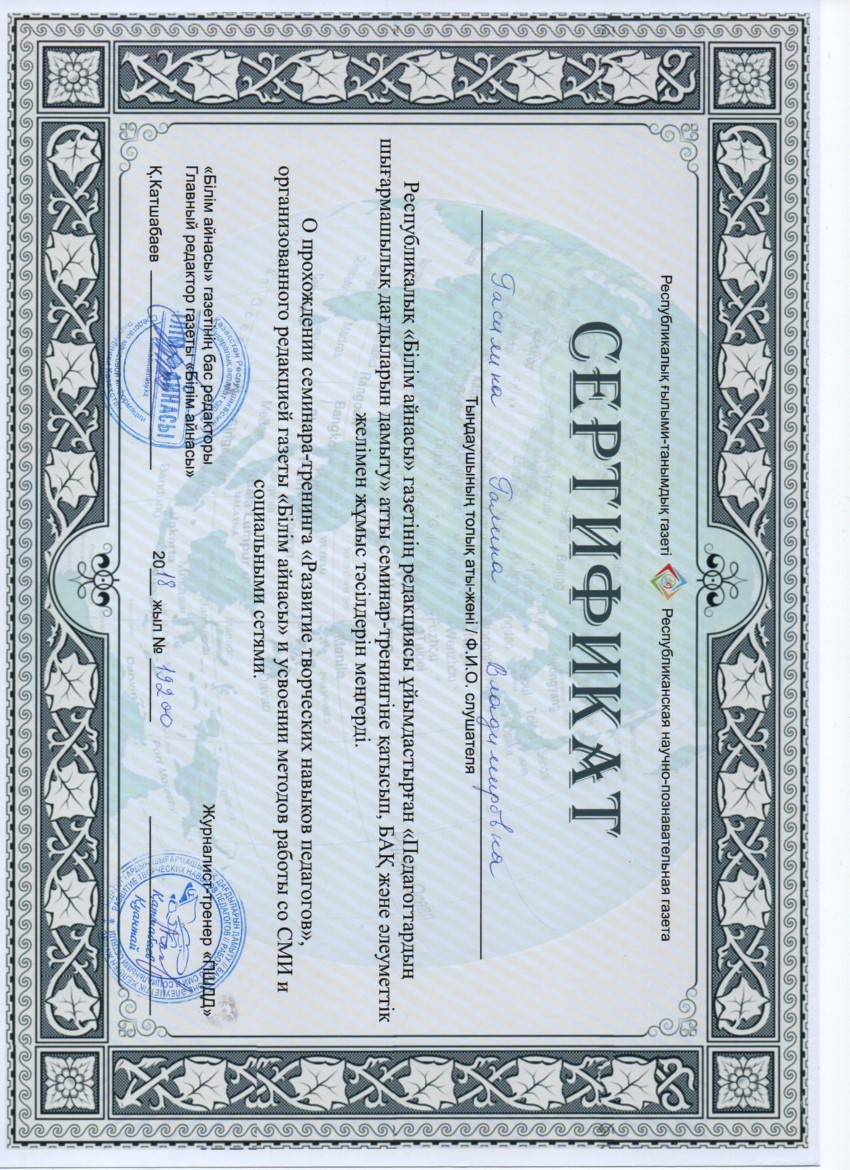 Республикалық ғылыми-танымдық газеті Республиканская научно-познавательная газета
СЕРТИФИКАТ
Гасулина Галина Владимировна
Тыңдаушының толық аты-жөні / Ф.И.О. слушателя
Республикалық «Білім айнасы» газетінің редакциясы ұйымдастырған «Педагогтардың
шығармашылық дағдыларын дамыту» атты семинар-тренингіне қатысып, БАҚ және әлеуметтік
желімен жұмыс тәсілдерін меңгерді.
О прохождении семинара-тренинга «Развитие творческих навыков педагогов»,
организованного редакцией газеты «Білім айнасы» и усвоении методов работы со СМИ и
социальными сетями.
«Білім айнасы» газетінің бас редакторы
Главный редактор газеты «Білім айнасы»
Қ.Катшабаев
2018 жыл № 19200
Журналист-тренер «ПШДД»